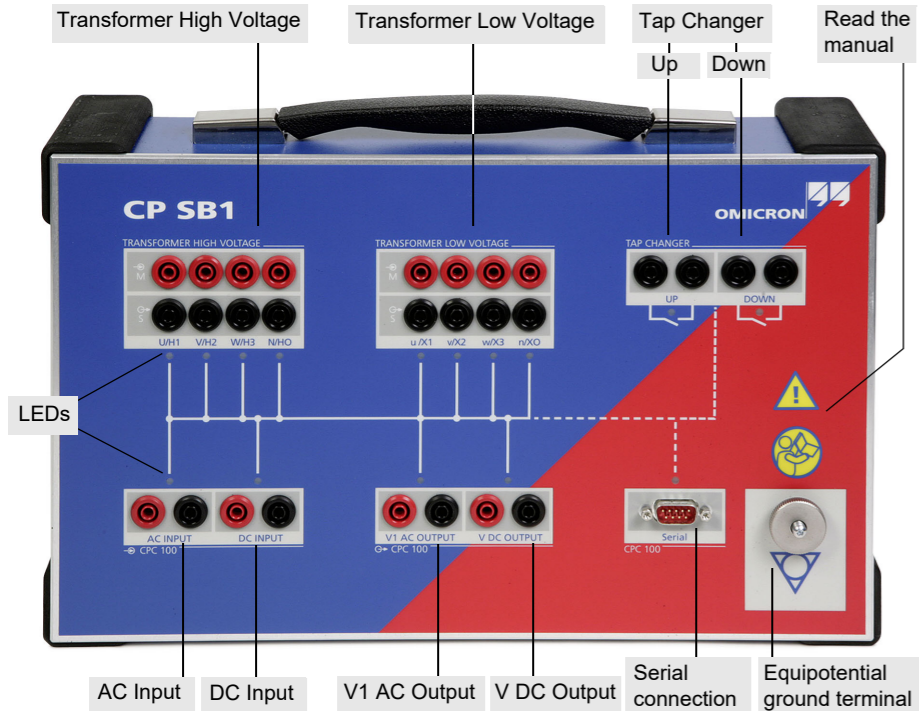 Transformer High Voltage
Transformer Low Voltage
Tap Changer
Up
Down
Read the
manual
CP SB1
OMICRON
TRANSFORMER HIGH VOLTAGE
TRANSFORMER LOW VOLTAGE
TAP CHANGER
M
S
U/H1
V/H2
W/H3
N/HO
M
S
u /X1
v/X2
w/X3
n/XO
UP
DOWN
LEDs
AC INPUT
DC INPUT
CPC 100
V1 AC OUTPUT
V DC OUTPUT
CPC 100
Serial
CPC 100
AC Input
DC Input
V1 AC Output
V DC Output
Serial
connection
Equipotential
ground terminal